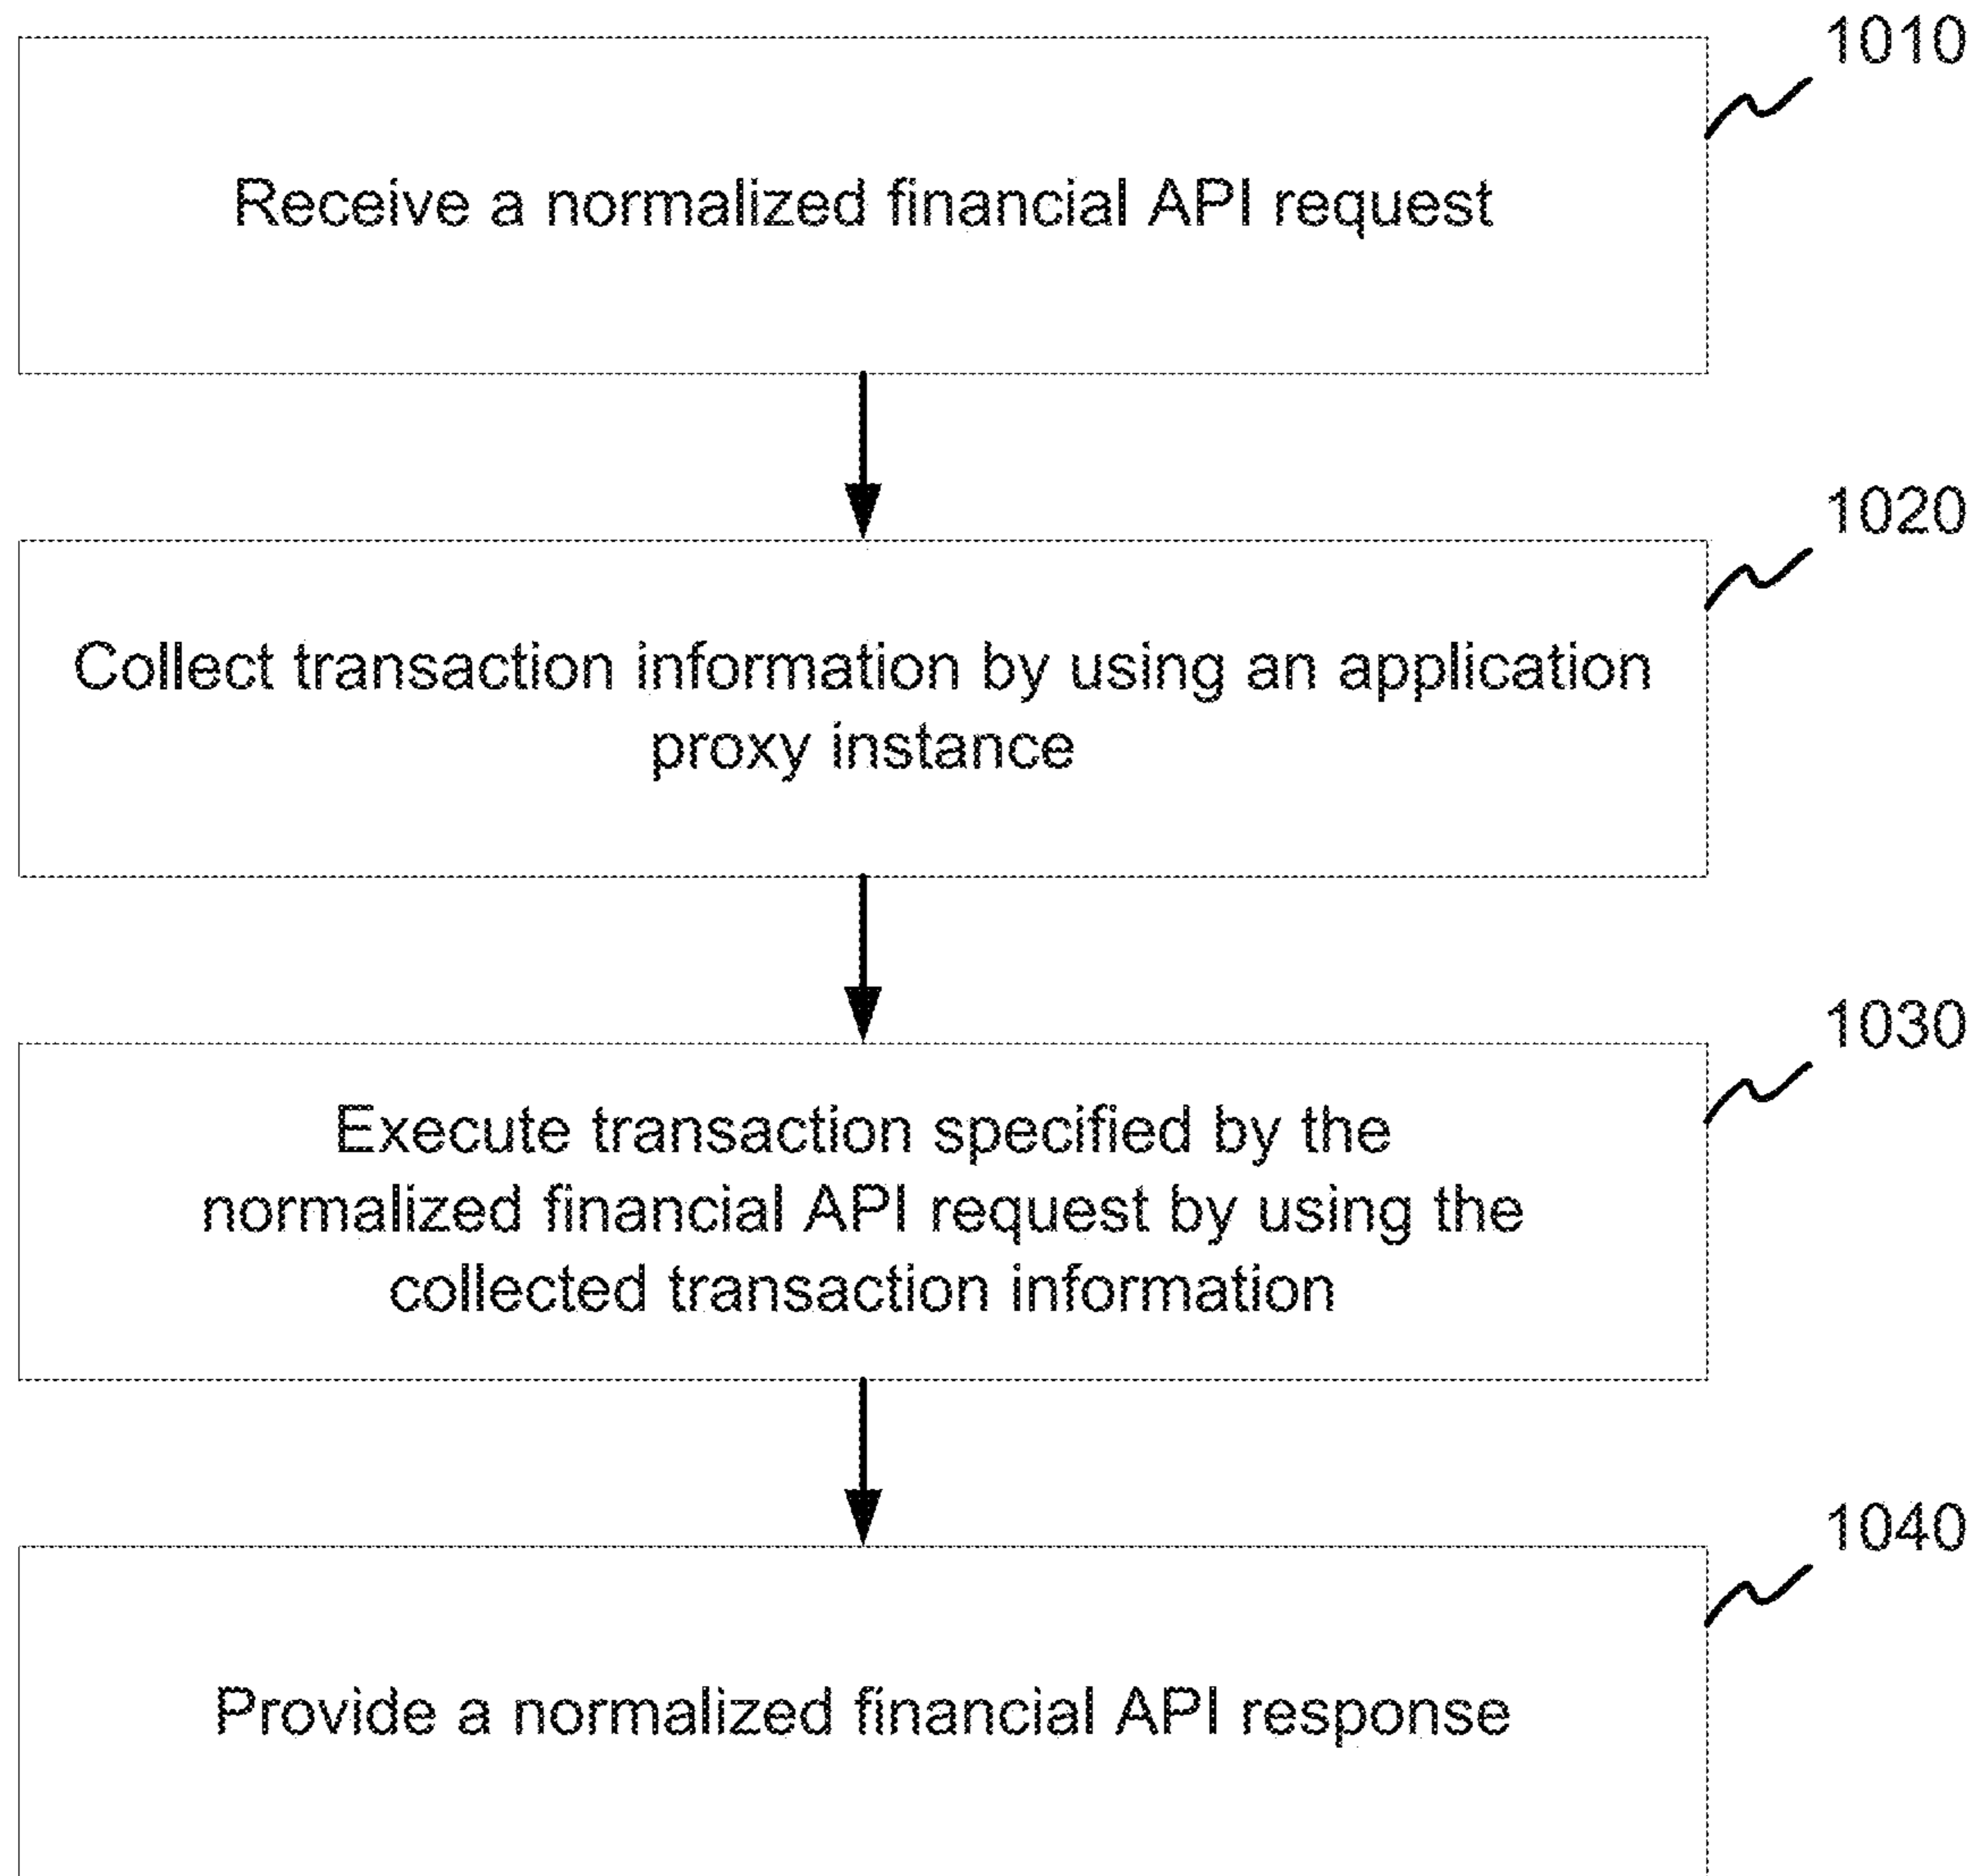 1010
Receive a normalized financial API request
1020
Collect transaction information by using an application
proxy instance
1030
Execute transaction specified by the
normalized financial API request by using the
collected transaction information
1040
Provide a normalized financial API response